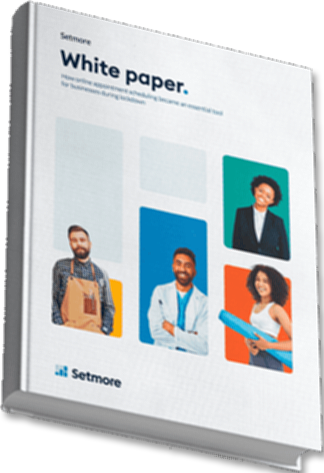 Setmore
White paper.
How online appointment scheduling became an essential tool
for businesses during lockdown
Setmore